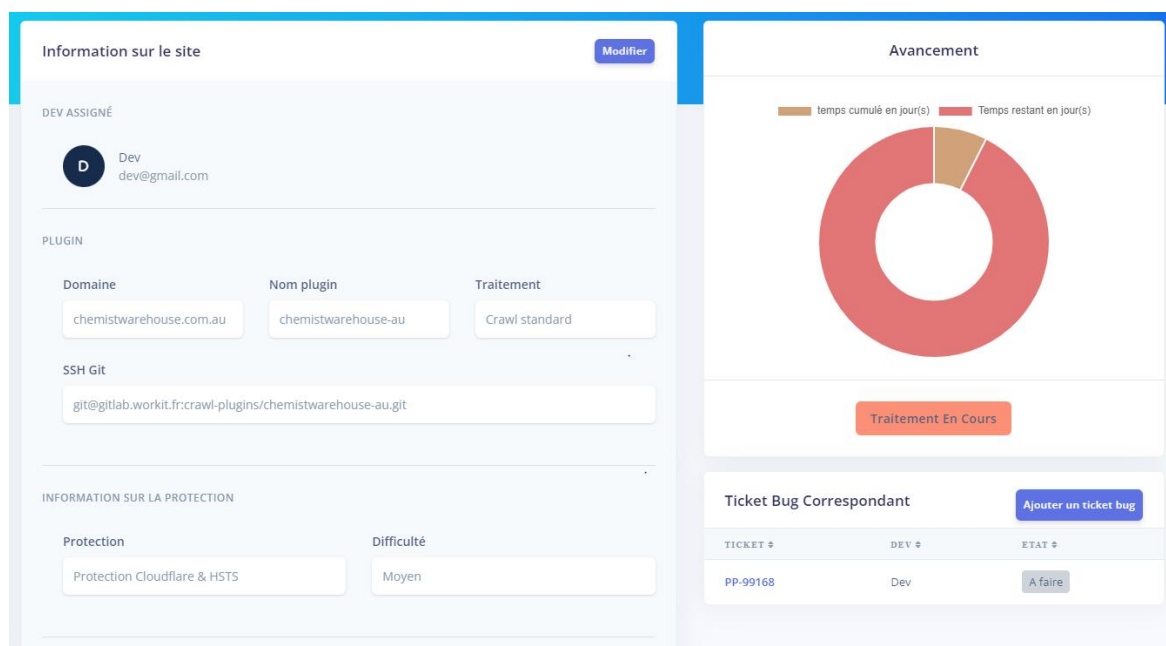 Information sur le site
Modifier
DEV ASSIGNÉ
D
Dev
dev@gmail.com
PLUGIN
Domaine Nom plugin Traitement
chemistwarehouse.com.au chemistwarehouse-au Crawl standard
SSH Git
git@gitlab.workit.fr:crawl-plugins/chemistwarehouse-au.git
INFORMATION SUR LA PROTECTION
Protection Difficulté
Protection Cloudflare & HSTS Moyen
Avancement
temps cumulé en jour(s) Temps restant en jour(s)
Traitement En Cours
Ticket Bug Correspondant
Ajouter un ticket bug
TICKET DEV ETAT
PP-99168 Dev A faire